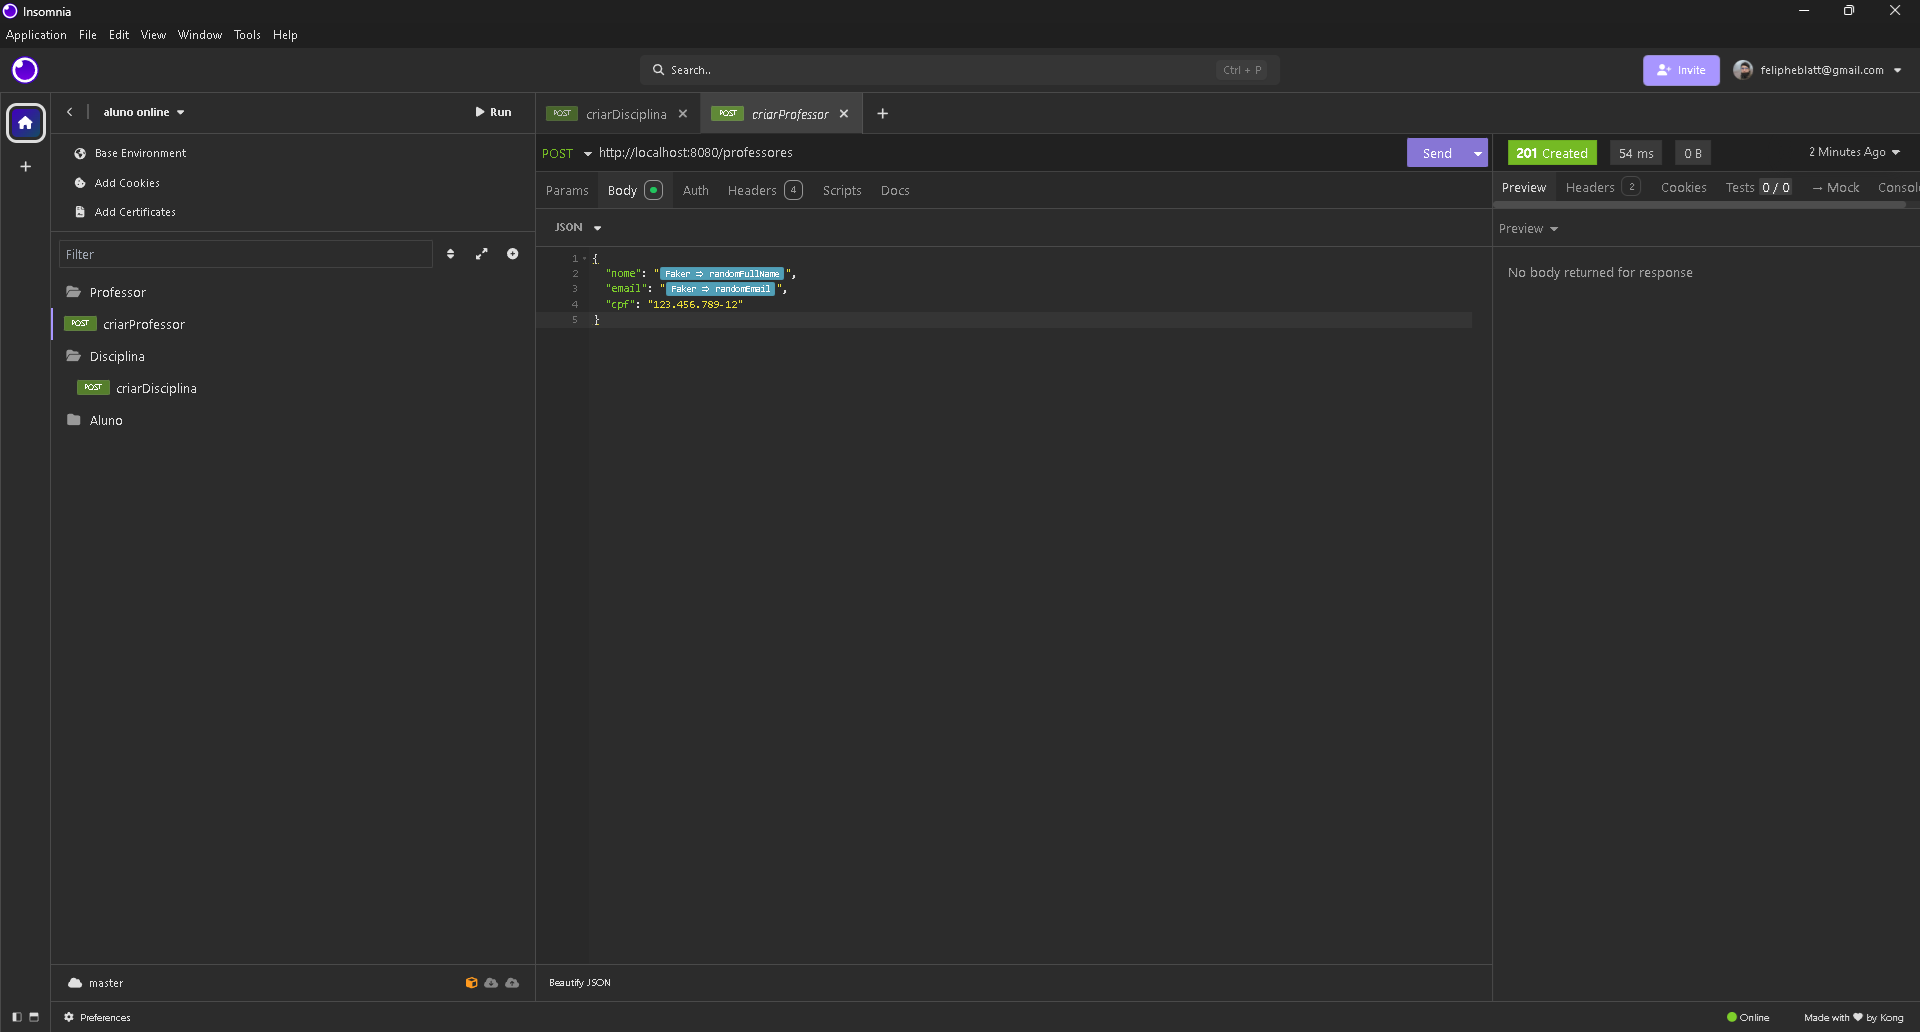 Insomnia
Application File Edit View Window Tools Help
Search.. Ctrl + P
Invite felipheblatt@gmail.com
aluno online Run
Base Environment
Add Cookies
Add Certificates
Filter
Professor
POST criarProfessor
Disciplina
POST criarDisciplina
Aluno
master
Preferences
POST criarDisciplina
POST criarProfessor
POST http://localhost:8080/professores Send
Params Body Auth Headers 4 Scripts Docs
JSON
1 {
2 "nome": "Faker ⇒ randomFullName",
3 "email": "Faker ⇒ randomEmail",
4 "cpf": "123.456.789-12"
5 }
Beautify JSON
201 Created 54 ms 0 B 2 Minutes Ago
Preview Headers 2 Cookies Tests 0 / 0 → Mock Consol
Preview
No body returned for response
Online Made with ♥ by Kong